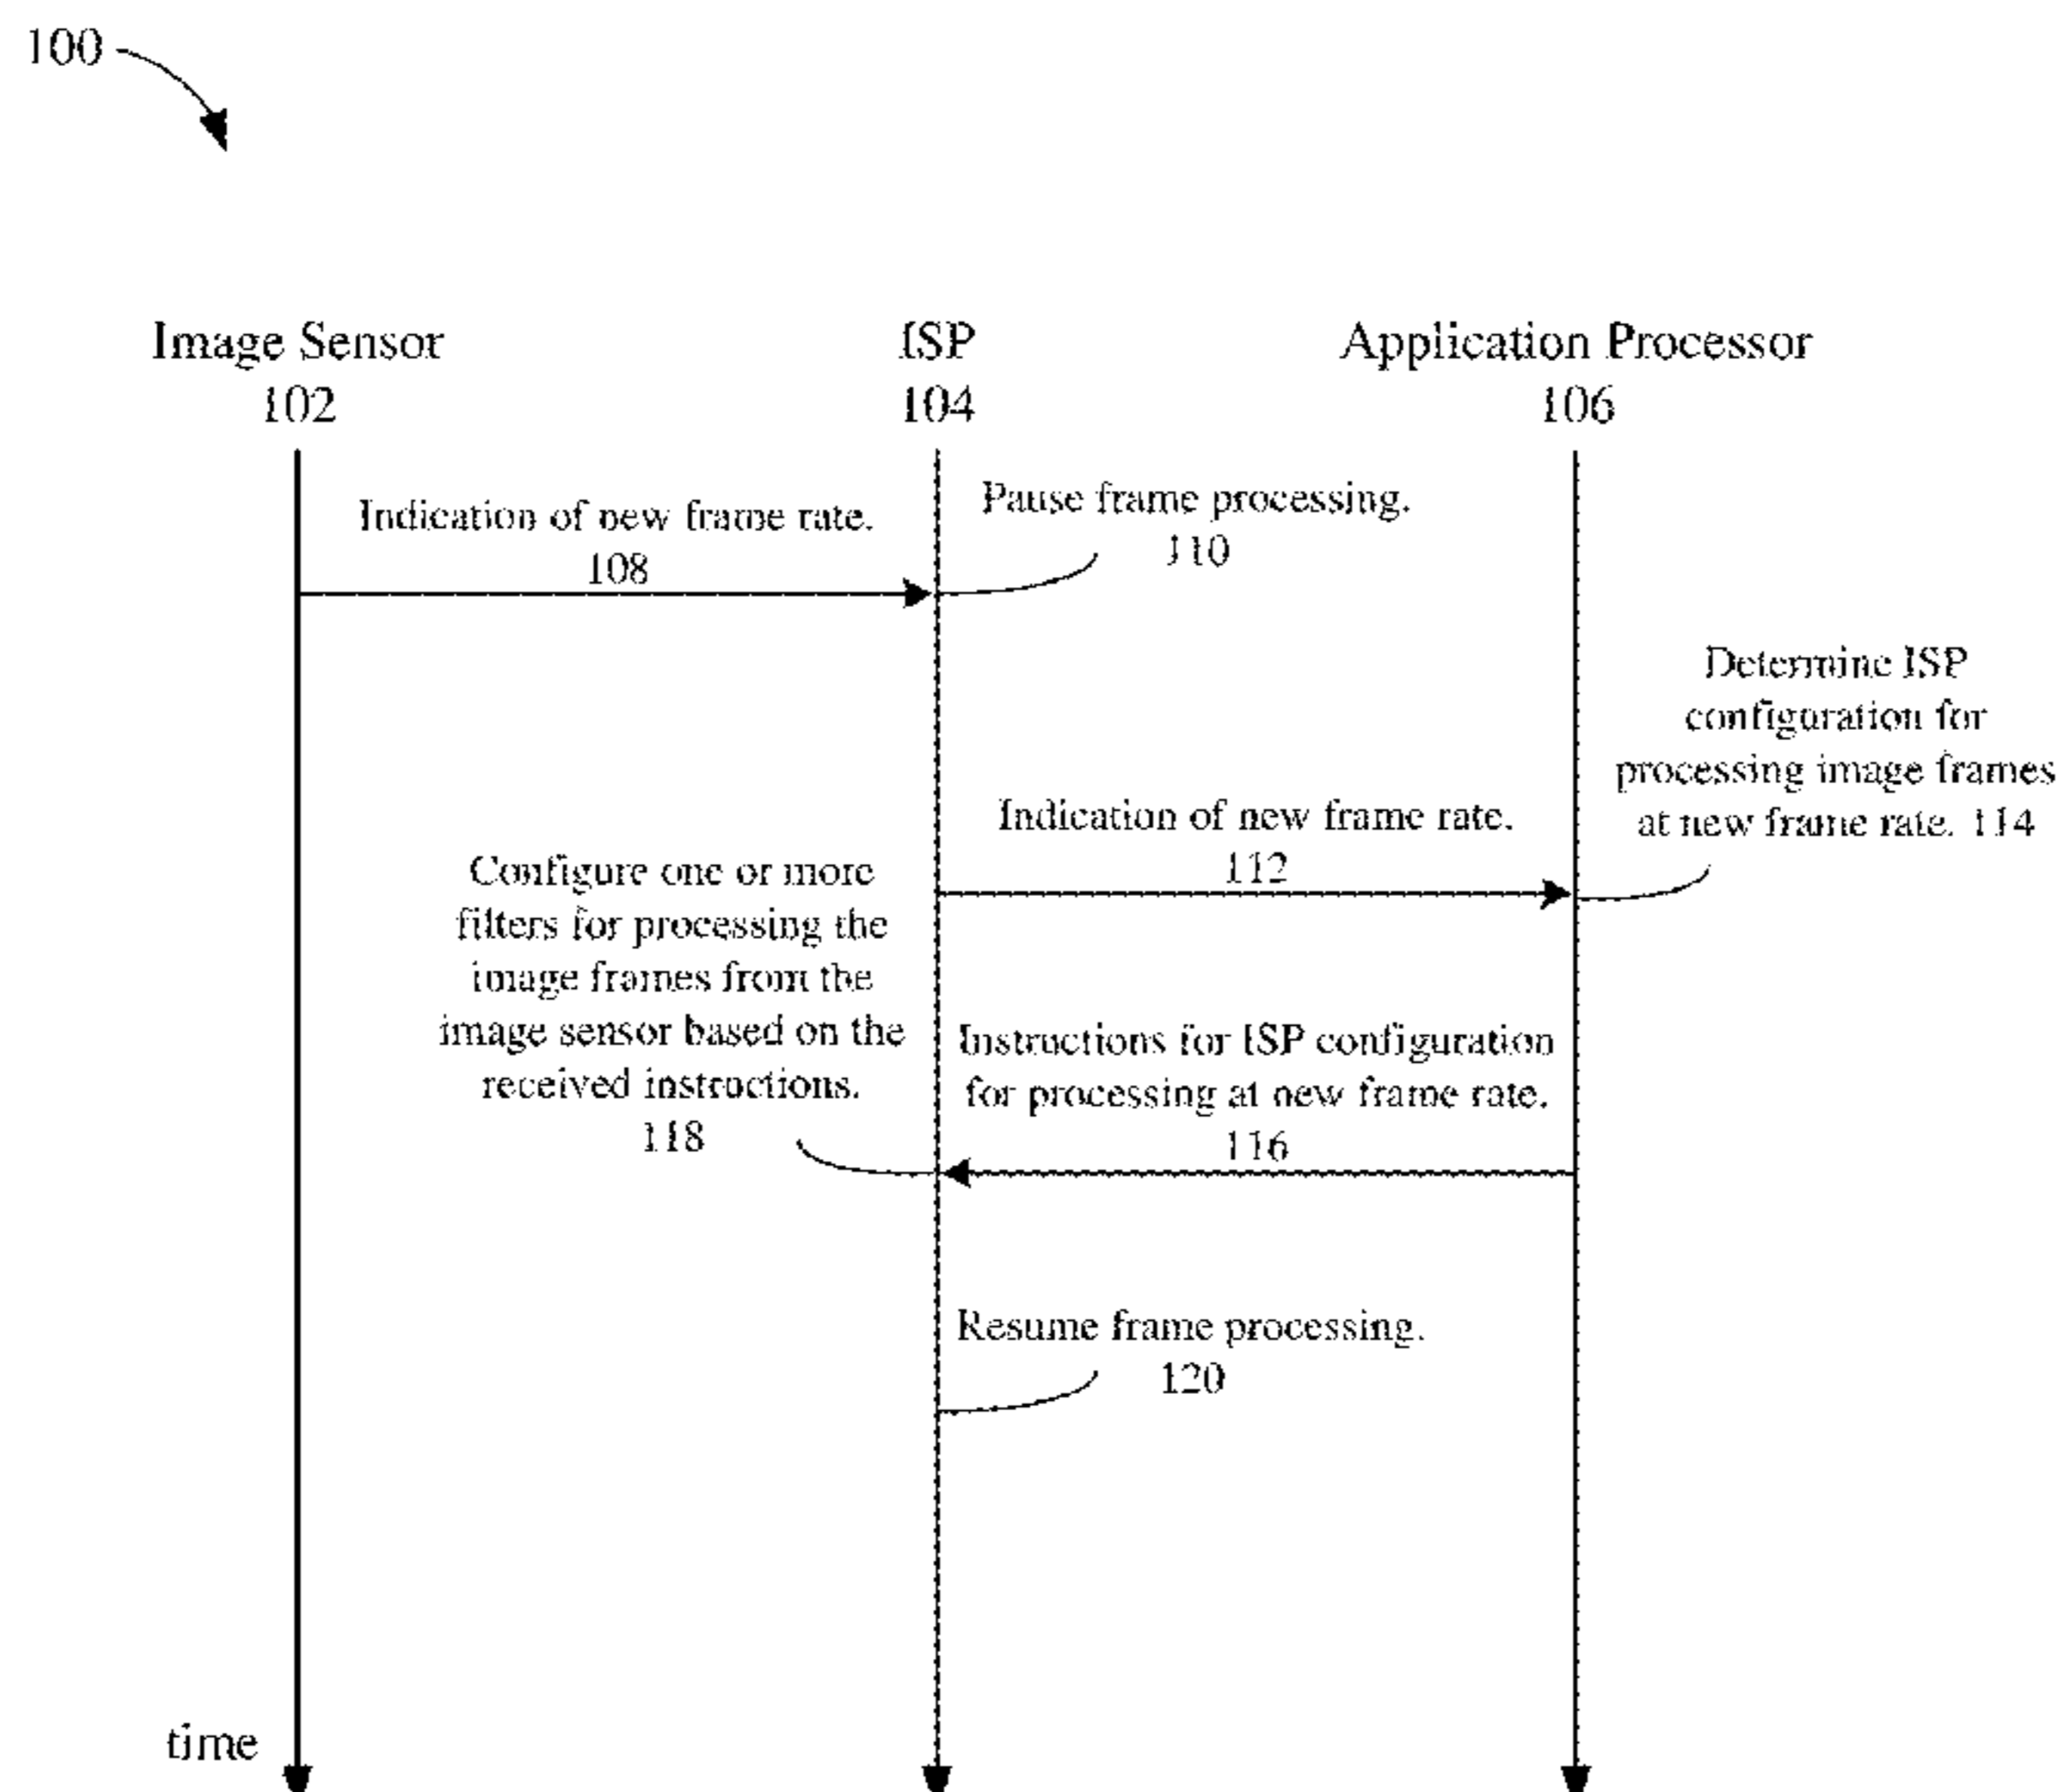 100
Image Sensor
102
ISP
104
Application Processor
106
Indication of new frame rate.
108
Pause frame processing.
110
Determine ISP
configuration for
processing image frames
at new frame rate. 114
Indication of new frame rate.
112
Configure one or more
filters for processing the
image frames from the
image sensor based on the
received instructions.
118
Instructions for ISP configuration
for processing at new frame rate.
116
Resume frame processing.
120
time